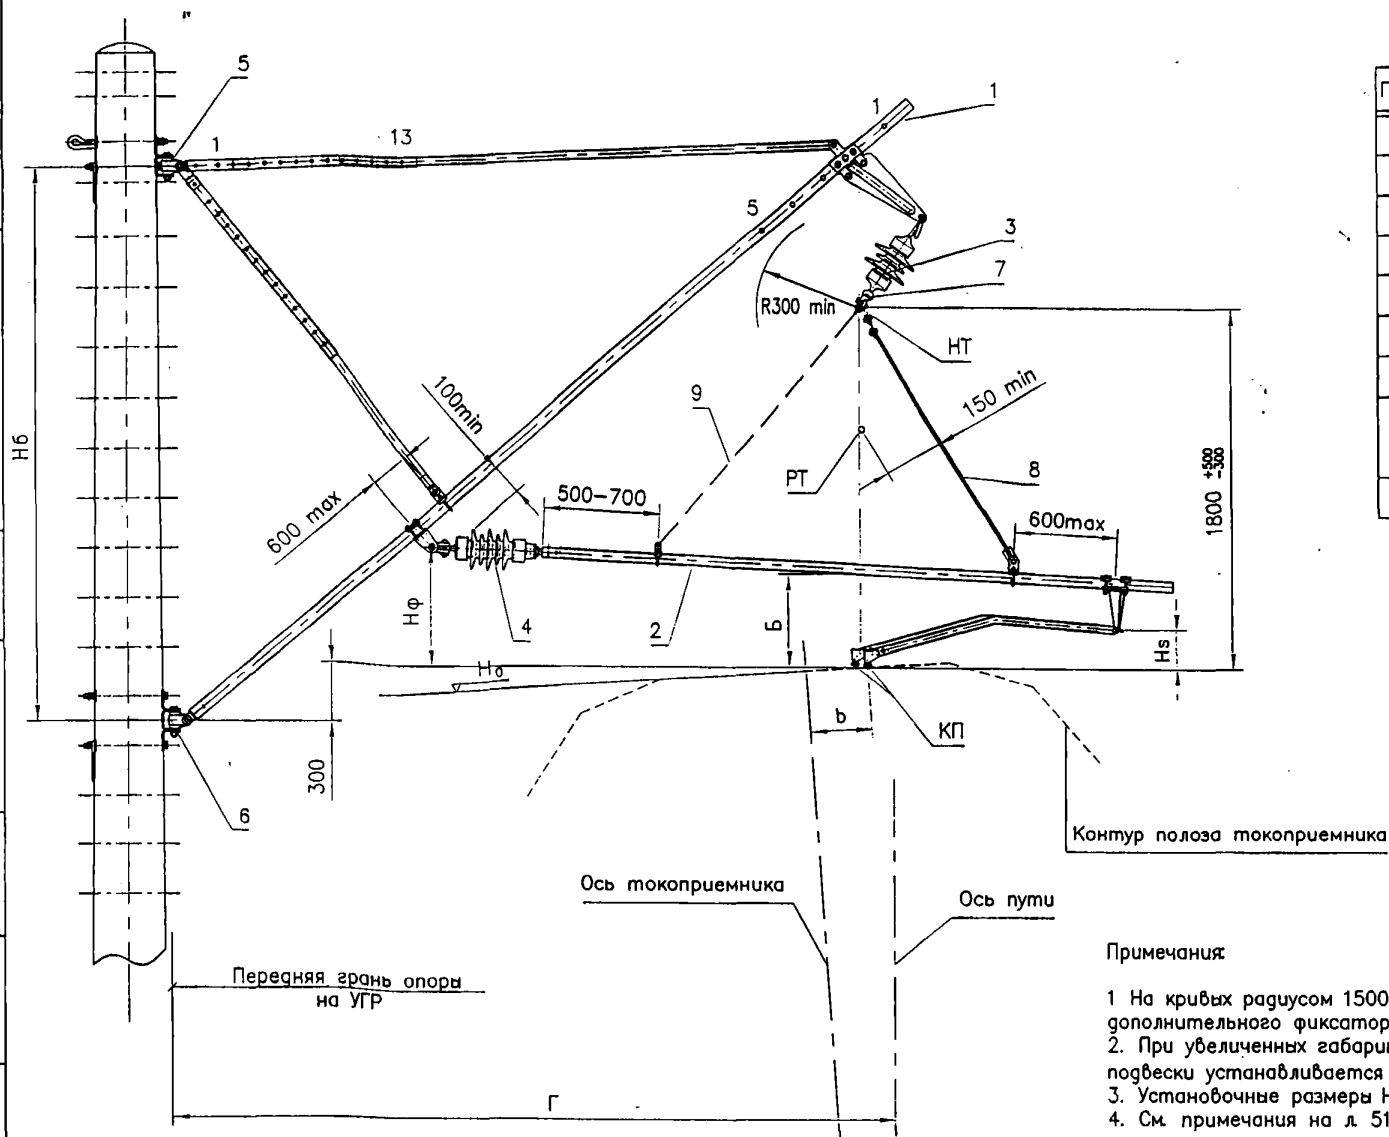 5
1
1
1
13
5
3
7
R300 min
НТ
100min
9
150 min
Нб
РТ
8
1800 +500 -300
500-700
600 max
600max
Нф
4
2
Б
Hs
Но
b
КП
300
6
Контур полоза токоприемника
Ось токоприемника
Ось пути
Передняя грань опоры
на УГР
Г
Примечания:
1 На кривых радиусом 1500
дополнительного фиксатор
2. При увеличенных габари
подвески устанавливается
3. Установочные размеры Н
4. См. примечания на л. 51